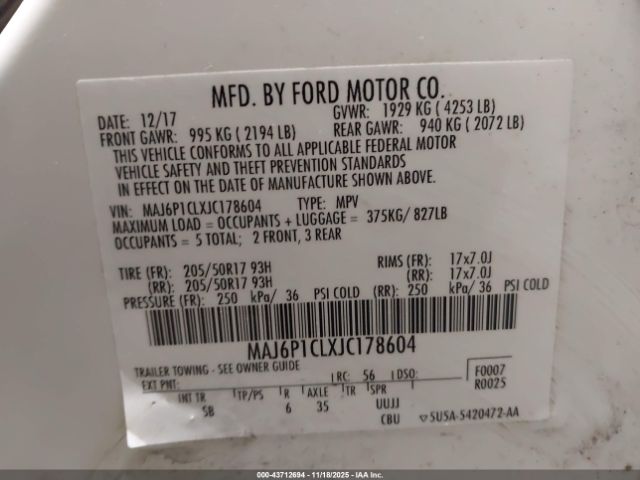 MFD. BY FORD MOTOR CO.
DATE: 12/17 GVWR: 1929 KG ( 4253 LB)
FRONT GAWR: 995 KG ( 2194 LB) REAR GAWR: 940 KG ( 2072 LB)
THIS VEHICLE CONFORMS TO ALL APPLICABLE FEDERAL MOTOR
VEHICLE SAFETY AND THEFT PREVENTION STANDARDS
IN EFFECT ON THE DATE OF MANUFACTURE SHOWN ABOVE.
VIN: MAJ6P1CLXJC178604 TYPE: MPV
MAXIMUM LOAD = OCCUPANTS + LUGGAGE = 375KG/ 827LB
OCCUPANTS = 5 TOTAL; 2 FRONT, 3 REAR
TIRE (FR): 205/50R17 93H RIMS (FR): 17x7.0J
(RR): 205/50R17 93H (RR): 17x7.0J
PRESSURE (FR): 250 kPa/ 36 PSI COLD (RR): 250 kPa/ 36 PSI COLD
MAJ6P1CLXJC178604
TRAILER TOWING - SEE OWNER GUIDE
EXT PNT: RC: 56 DSO: F0007
R0025
INT TR TP/PS R AXLE TR SPR
SB 6 35 UUJJ
CBU 5U5A-5420472-AA
000-43712694 | 11/18/2025 - IAA, Inc.